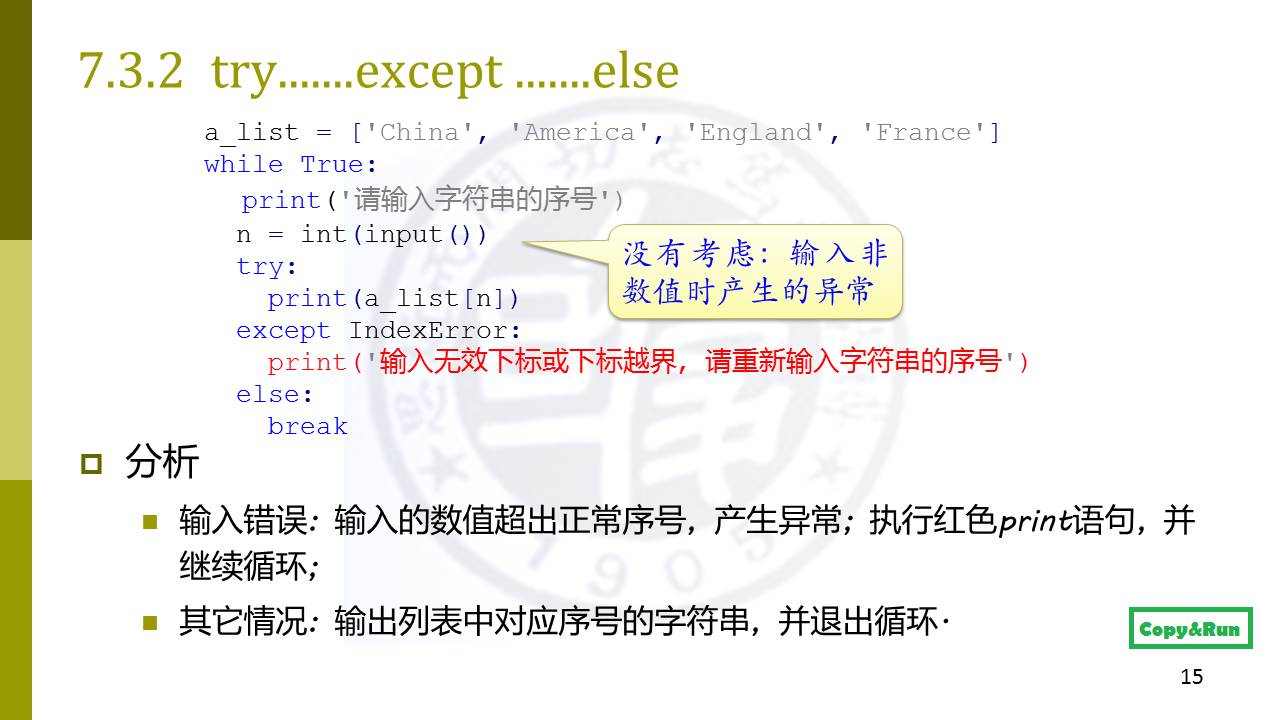 7.3.2 try.......except .......else
a_list = ['China', 'America', 'England', 'France']
while True:
print('请输入字符串的序号')
n = int(input())
try:
print(a_list[n])
except IndexError:
print('输入无效下标或下标越界，请重新输入字符串的序号')
else:
break
没有考虑：输入非
数值时产生的异常
分析
输入错误：输入的数值超出正常序号，产生异常；执行红色print语句，并
继续循环；
其它情况：输出列表中对应序号的字符串，并退出循环.
Copy&Run
15
1905